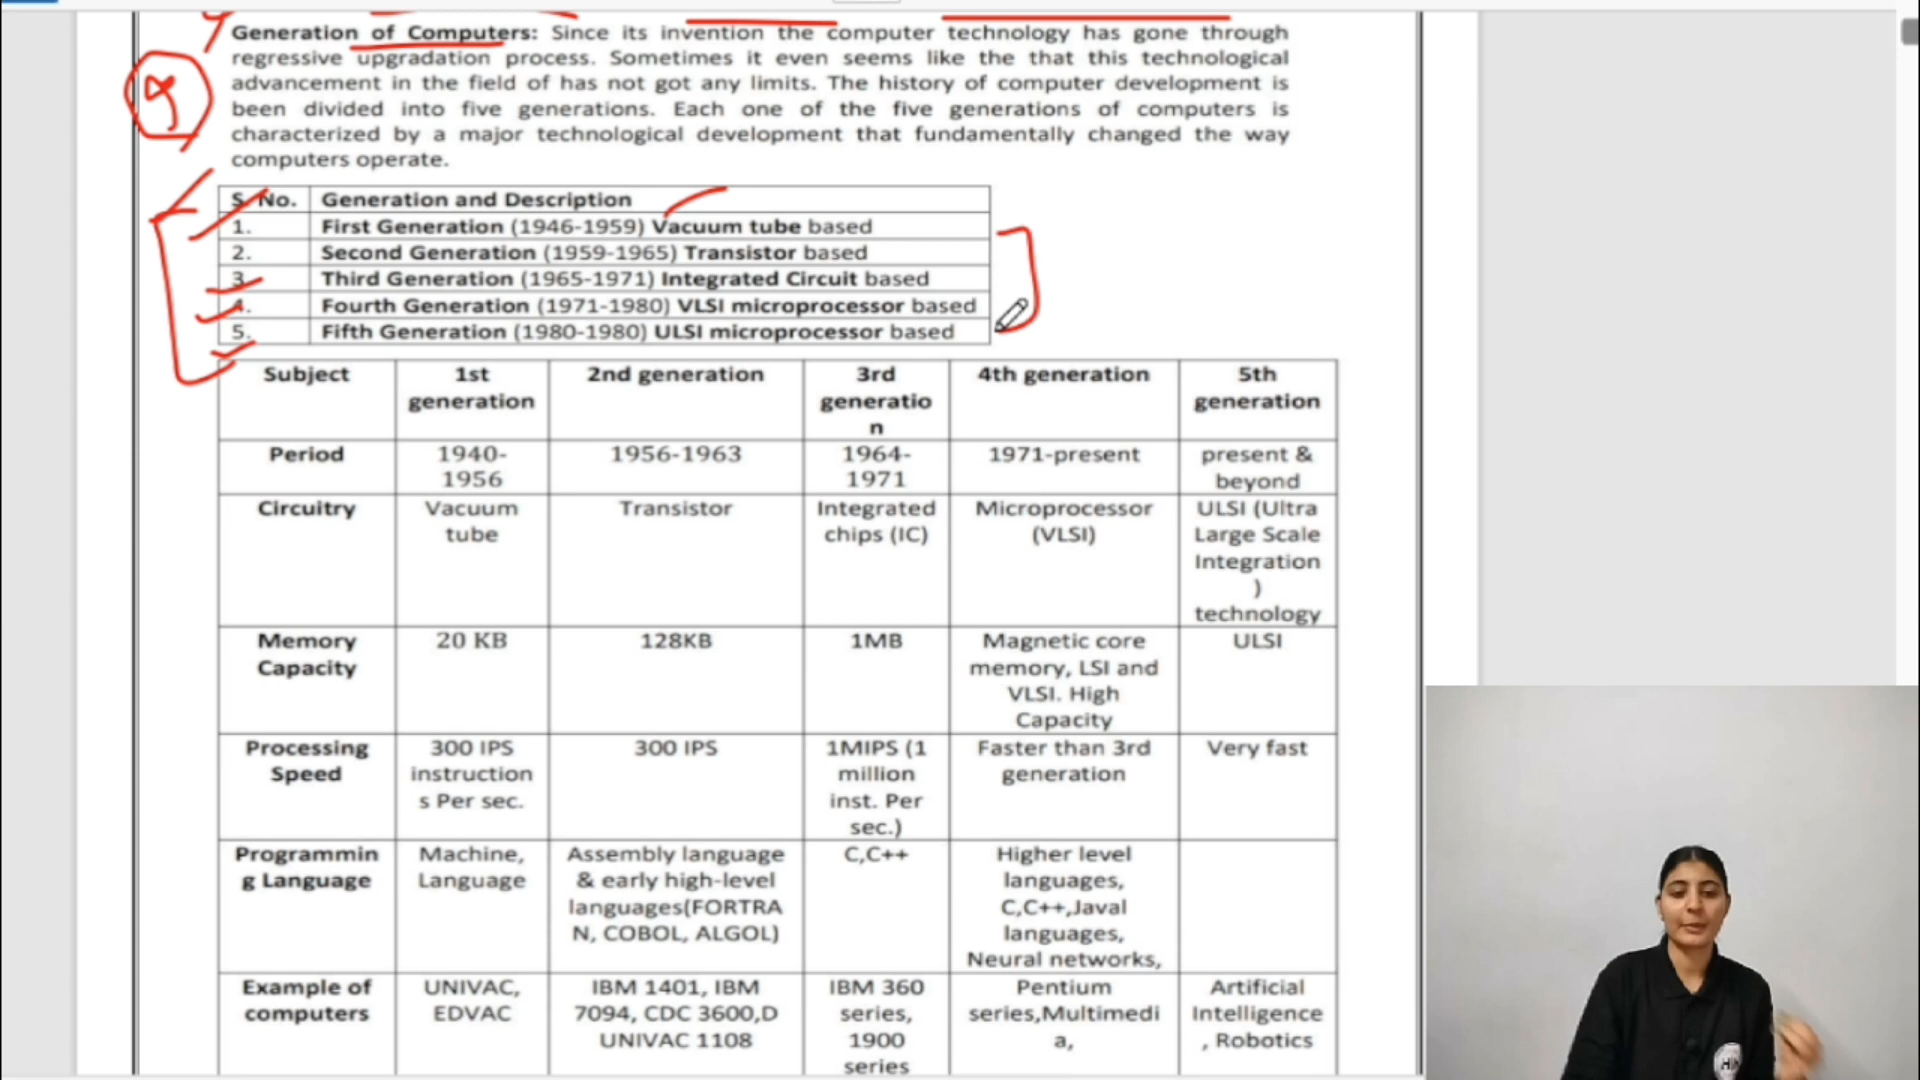 Generation of Computers: Since its invention the computer technology has gone through
regressive upgradation process. Sometimes it even seems like the that this technological
advancement in the field of has not got any limits. The history of computer development is
been divided into five generations. Each one of the five generations of computers is
characterized by a major technological development that fundamentally changed the way
computers operate.
S. No. Generation and Description
1. First Generation (1946-1959) Vacuum tube based
2. Second Generation (1959-1965) Transistor based
3. Third Generation (1965-1971) Integrated Circuit based
4. Fourth Generation (1971-1980) VLSI microprocessor based
5. Fifth Generation (1980-1980) ULSI microprocessor based
Subject
1st
generation
2nd generation
3rd
generatio
n
4th generation
5th
generation
Period
1940-
1956
1956-1963
1964-
1971
1971-present
present &
beyond
Circuitry
Vacuum
tube
Transistor
Integrated
chips (IC)
Microprocessor
(VLSI)
ULSI (Ultra
Large Scale
Integration
)
technology
Memory
Capacity
20 KB
128KB
1MB
Magnetic core
memory, LSI and
VLSI. High
Capacity
ULSI
Processing
Speed
300 IPS
instruction
s Per sec.
300 IPS
1MIPS (1
million
inst. Per
sec.)
Faster than 3rd
generation
Very fast
Programmin
g Language
Machine,
Language
Assembly language
& early high-level
languages(FORTRA
N, COBOL, ALGOL)
C,C++
Higher level
languages,
C,C++,Javal
languages,
Neural networks,
Example of
computers
UNIVAC,
EDVAC
IBM 1401, IBM
7094, CDC 3600,D
UNIVAC 1108
IBM 360
series,
1900
series
Pentium
series,Multimedi
a,
Artificial
Intelligence
, Robotics